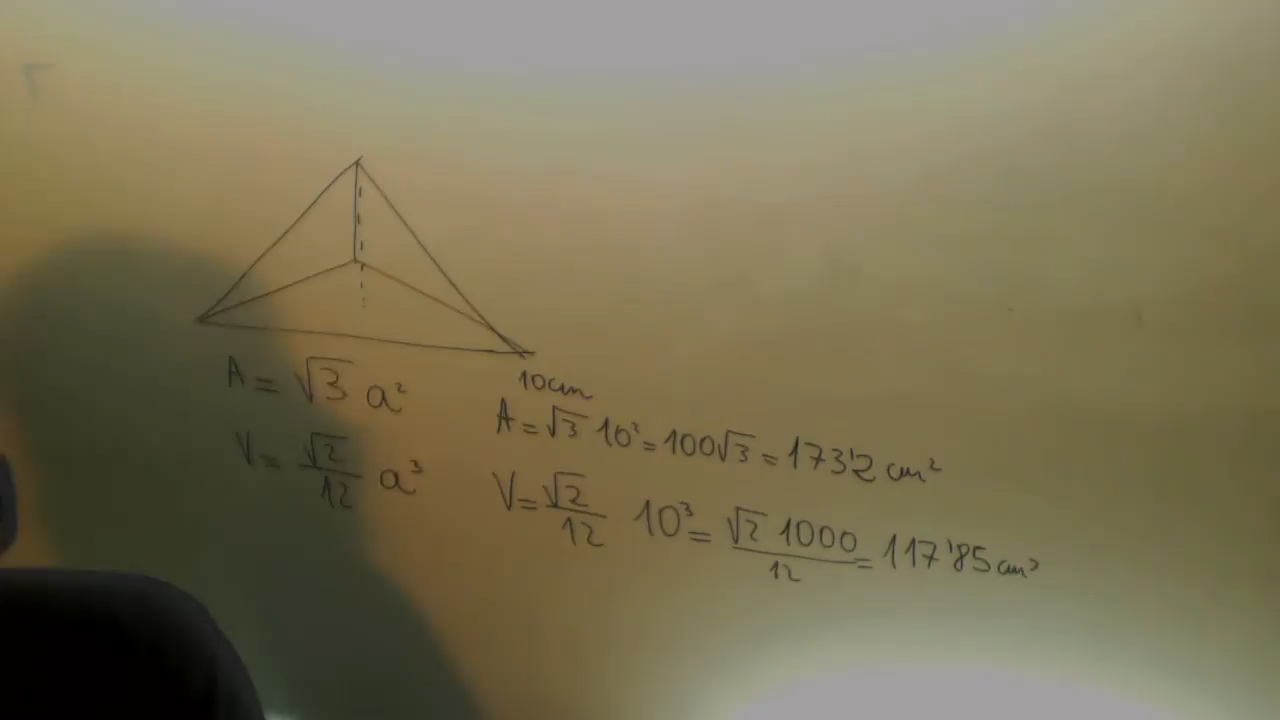 10cm
A = √3 a²
V = √2/12 a³
A = √3 10² = 100√3 = 173'2 cm²
V = √2/12 10³ = √2 1000/12 = 117'85 cm³